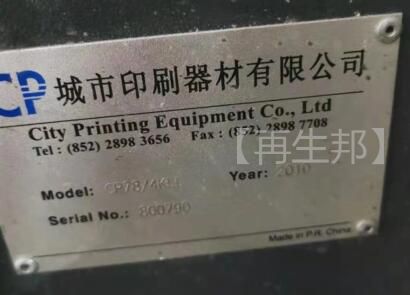 CP 城市印刷器材有限公司
City Printing Equipment Co., Ltd
Tel : (852) 2898 3656 Fax : (852) 2898 7708
【再生邦】
Model: Year: 2010
Serial No.: 800790
Made in P.R. China